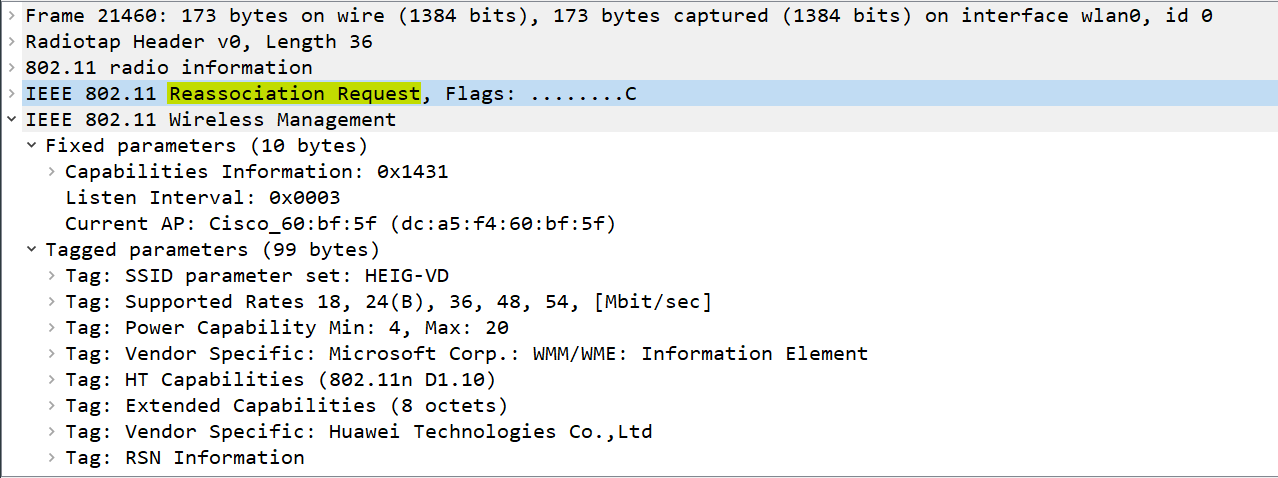 Frame 21460: 173 bytes on wire (1384 bits), 173 bytes captured (1384 bits) on interface wlan0, id 0
Radiotap Header v0, Length 36
802.11 radio information
IEEE 802.11 Reassociation Request, Flags: ........C
IEEE 802.11 Wireless Management
Fixed parameters (10 bytes)
Capabilities Information: 0x1431
Listen Interval: 0x0003
Current AP: Cisco_60:bf:5f (dc:a5:f4:60:bf:5f)
Tagged parameters (99 bytes)
Tag: SSID parameter set: HEIG-VD
Tag: Supported Rates 18, 24(B), 36, 48, 54, [Mbit/sec]
Tag: Power Capability Min: 4, Max: 20
Tag: Vendor Specific: Microsoft Corp.: WMM/WME: Information Element
Tag: HT Capabilities (802.11n D1.10)
Tag: Extended Capabilities (8 octets)
Tag: Vendor Specific: Huawei Technologies Co.,Ltd
Tag: RSN Information